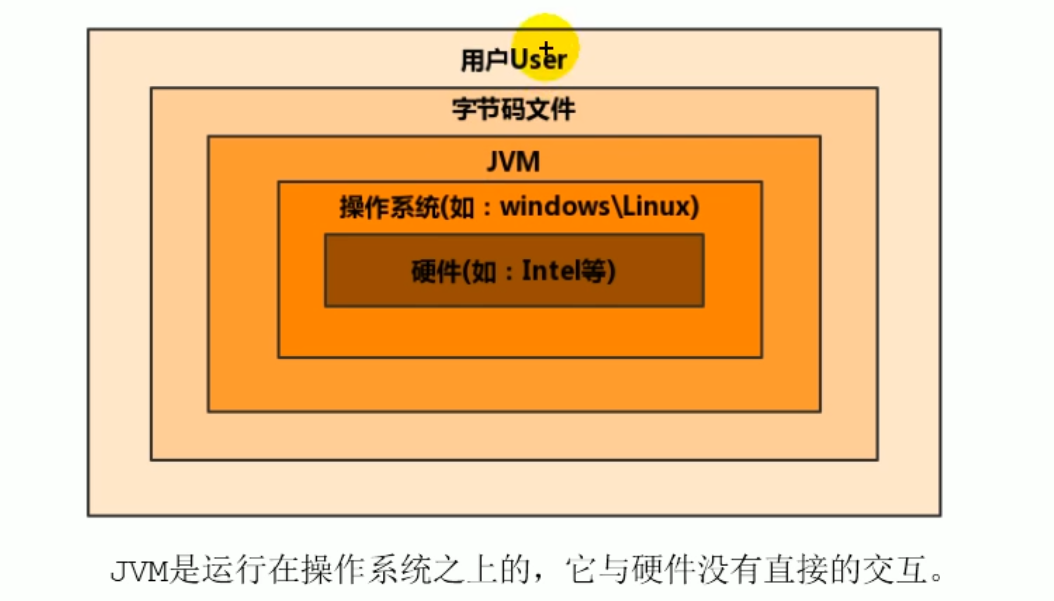 用户User
字节码文件
JVM
操作系统(如：windows\Linux)
硬件(如：Intel等)
JVM是运行在操作系统之上的，它与硬件没有直接的交互。